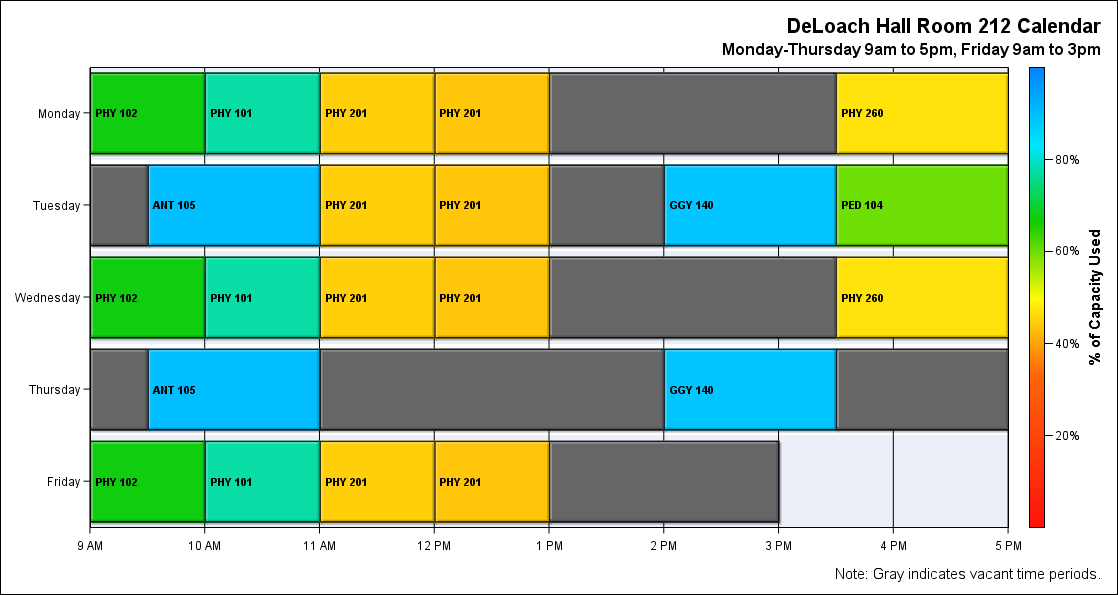 DeLoach Hall Room 212 Calendar
Monday-Thursday 9am to 5pm, Friday 9am to 3pm
Monday
PHY 102 PHY 101 PHY 201 PHY 201 PHY 260
80%
Tuesday
ANT 105 PHY 201 PHY 201 GGY 140 PED 104
60%
% of Capacity Used
Wednesday
PHY 102 PHY 101 PHY 201 PHY 201 PHY 260
40%
Thursday
ANT 105 GGY 140
20%
Friday
PHY 102 PHY 101 PHY 201 PHY 201
9 AM 10 AM 11 AM 12 PM 1 PM 2 PM 3 PM 4 PM 5 PM
Note: Gray indicates vacant time periods.